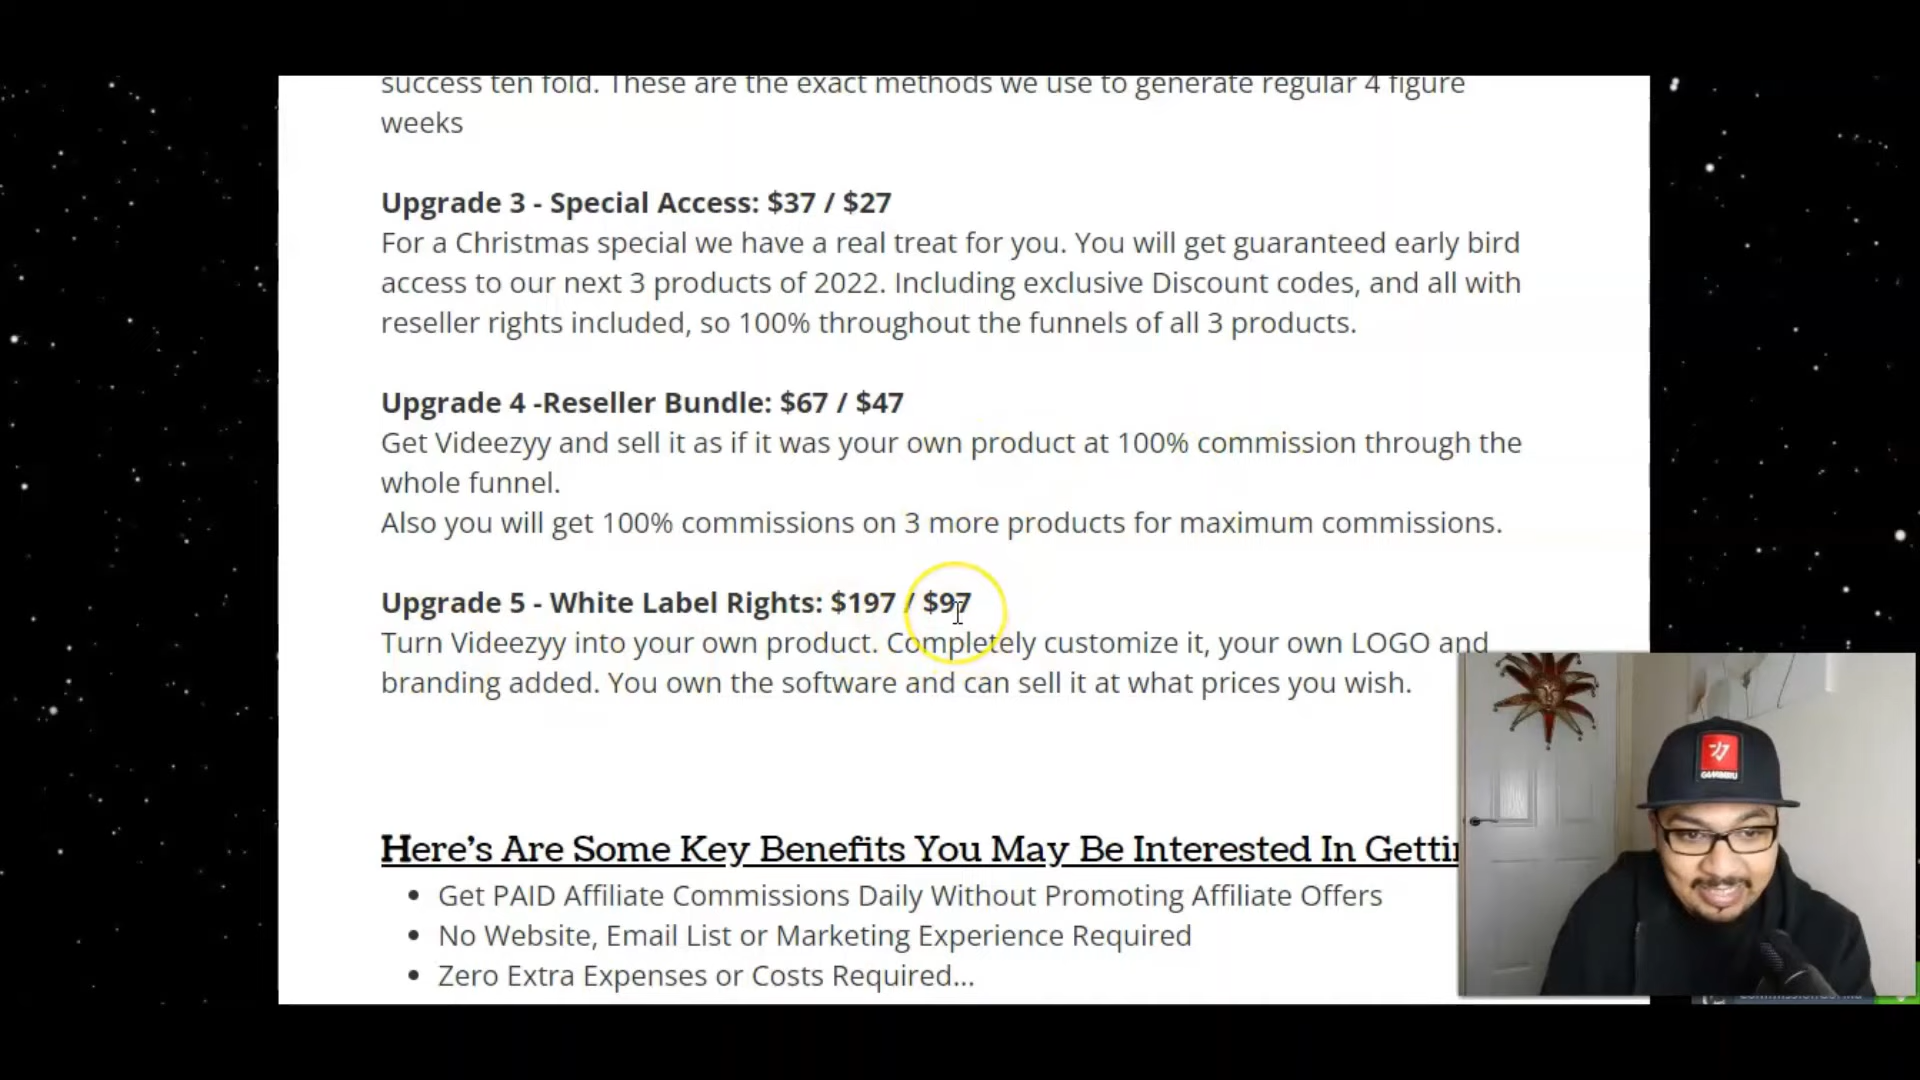 success ten fold. These are the exact methods we use to generate regular 4 figure
weeks
Upgrade 3 - Special Access: $37 / $27
For a Christmas special we have a real treat for you. You will get guaranteed early bird
access to our next 3 products of 2022. Including exclusive Discount codes, and all with
reseller rights included, so 100% throughout the funnels of all 3 products.
Upgrade 4 -Reseller Bundle: $67 / $47
Get Videezyy and sell it as if it was your own product at 100% commission through the
whole funnel.
Also you will get 100% commissions on 3 more products for maximum commissions.
Upgrade 5 - White Label Rights: $197 / $97
Turn Videezyy into your own product. Completely customize it, your own LOGO and
branding added. You own the software and can sell it at what prices you wish.
Here's Are Some Key Benefits You May Be Interested In
Get PAID Affiliate Commissions Daily Without Promoting Affiliate Offers
No Website, Email List or Marketing Experience Required
Zero Extra Expenses or Costs Required...